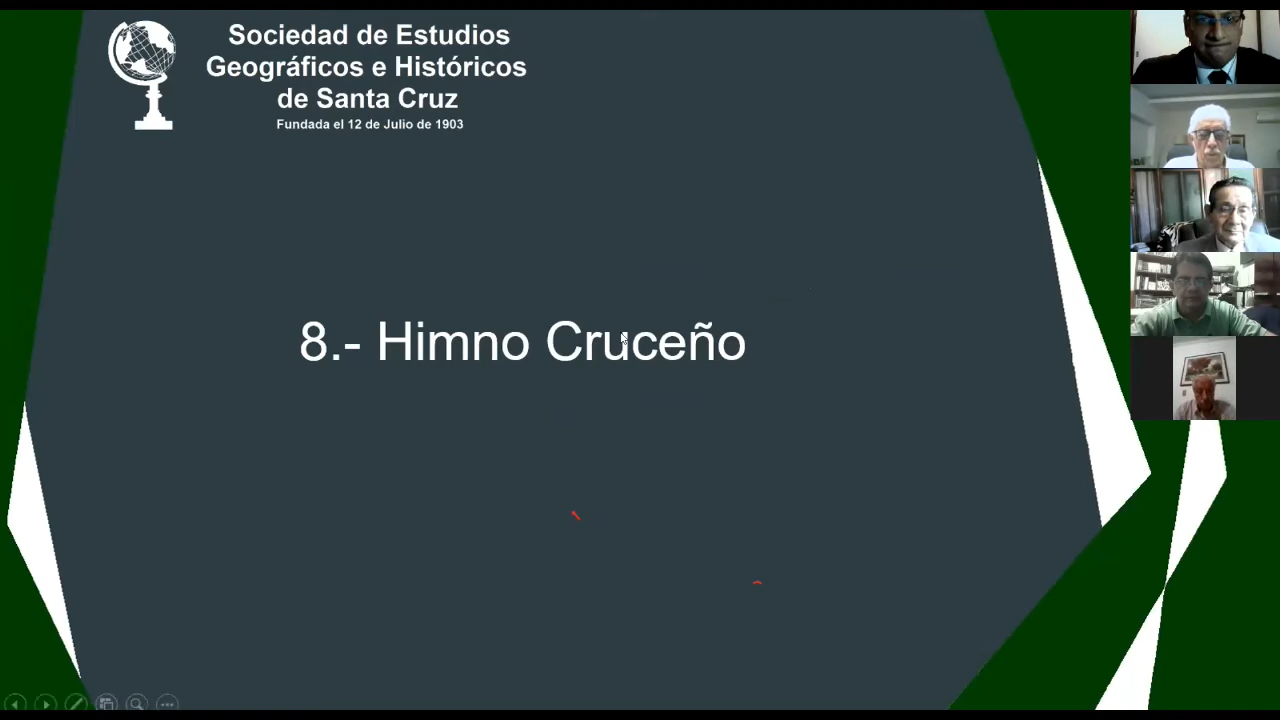 Sociedad de Estudios
Geográficos e Históricos
de Santa Cruz
Fundada el 12 de Julio de 1903
8.- Himno Cruceño